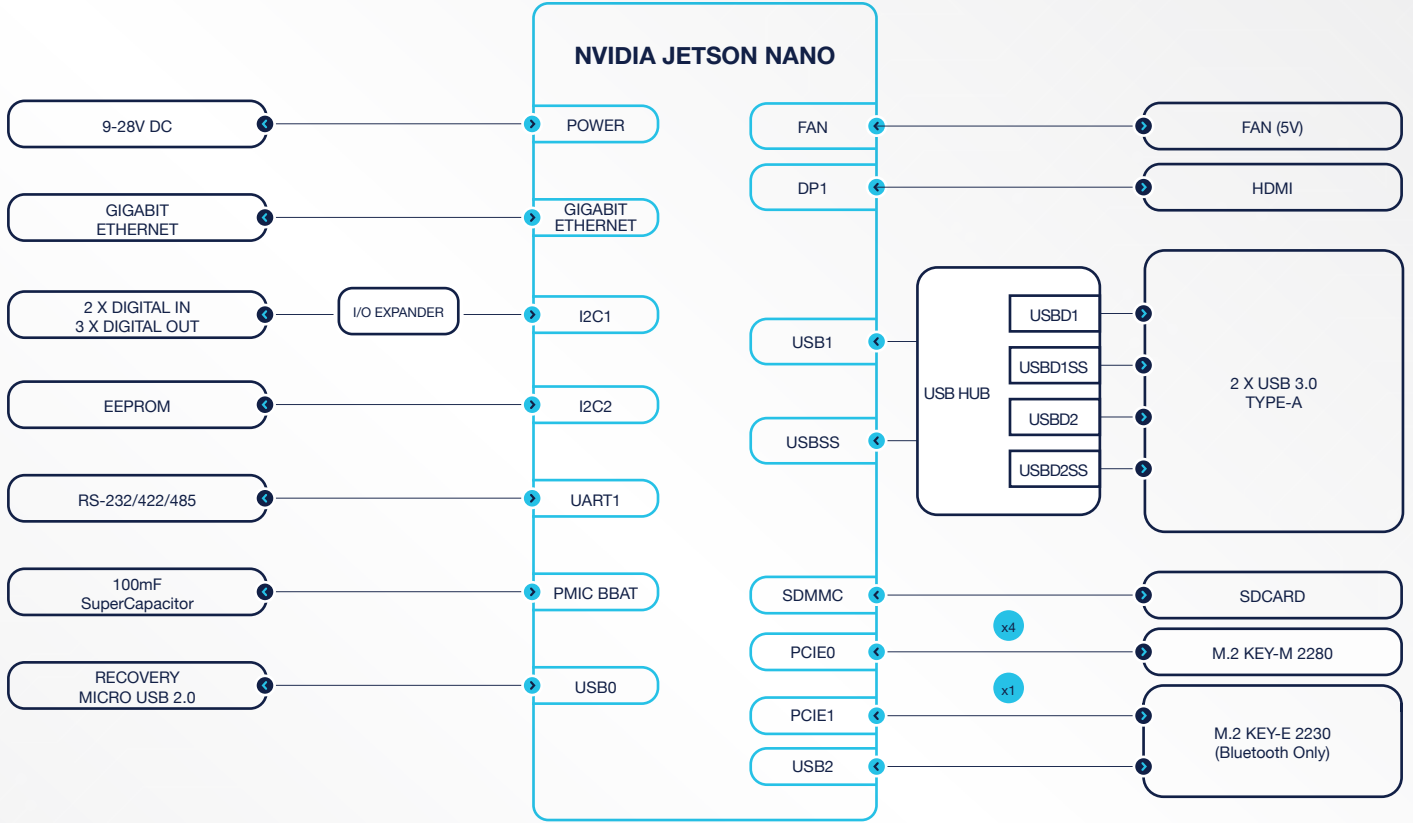 NVIDIA JETSON NANO
9-28V DC
POWER
GIGABIT
ETHERNET
GIGABIT
ETHERNET
2 X DIGITAL IN
3 X DIGITAL OUT
I/O EXPANDER
I2C1
EEPROM
I2C2
RS-232/422/485
UART1
100mF
SuperCapacitor
PMIC BBAT
RECOVERY
MICRO USB 2.0
USB0
FAN
FAN (5V)
DP1
HDMI
USB1
USBSS
USB HUB
USBD1
USBD1SS
USBD2
USBD2SS
2 X USB 3.0
TYPE-A
SDMMC
SDCARD
x4
PCIE0
M.2 KEY-M 2280
x1
PCIE1
USB2
M.2 KEY-E 2230
(Bluetooth Only)